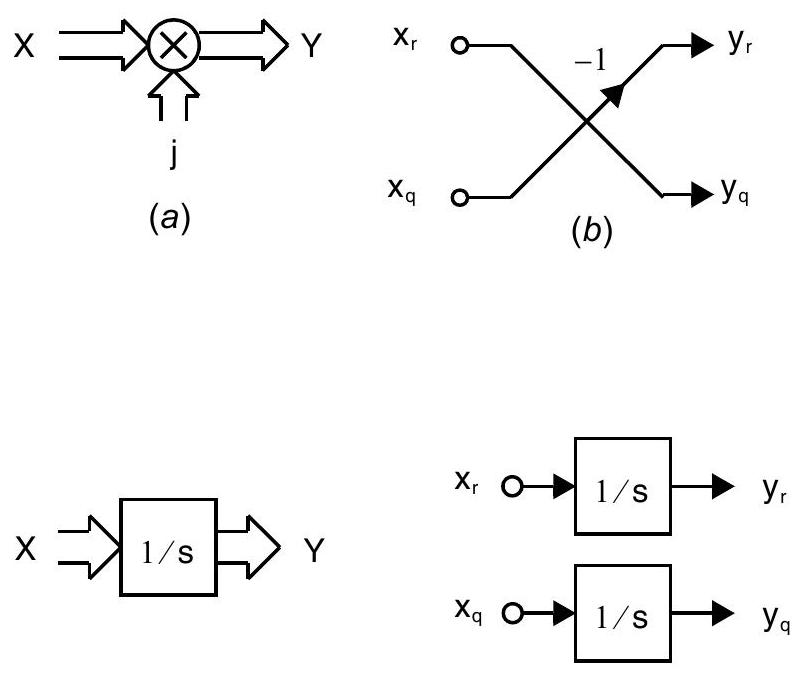 X Y
j
(a)
x_r −1 y_r
x_q y_q
(b)
X 1/s Y
x_r 1/s y_r
x_q 1/s y_q